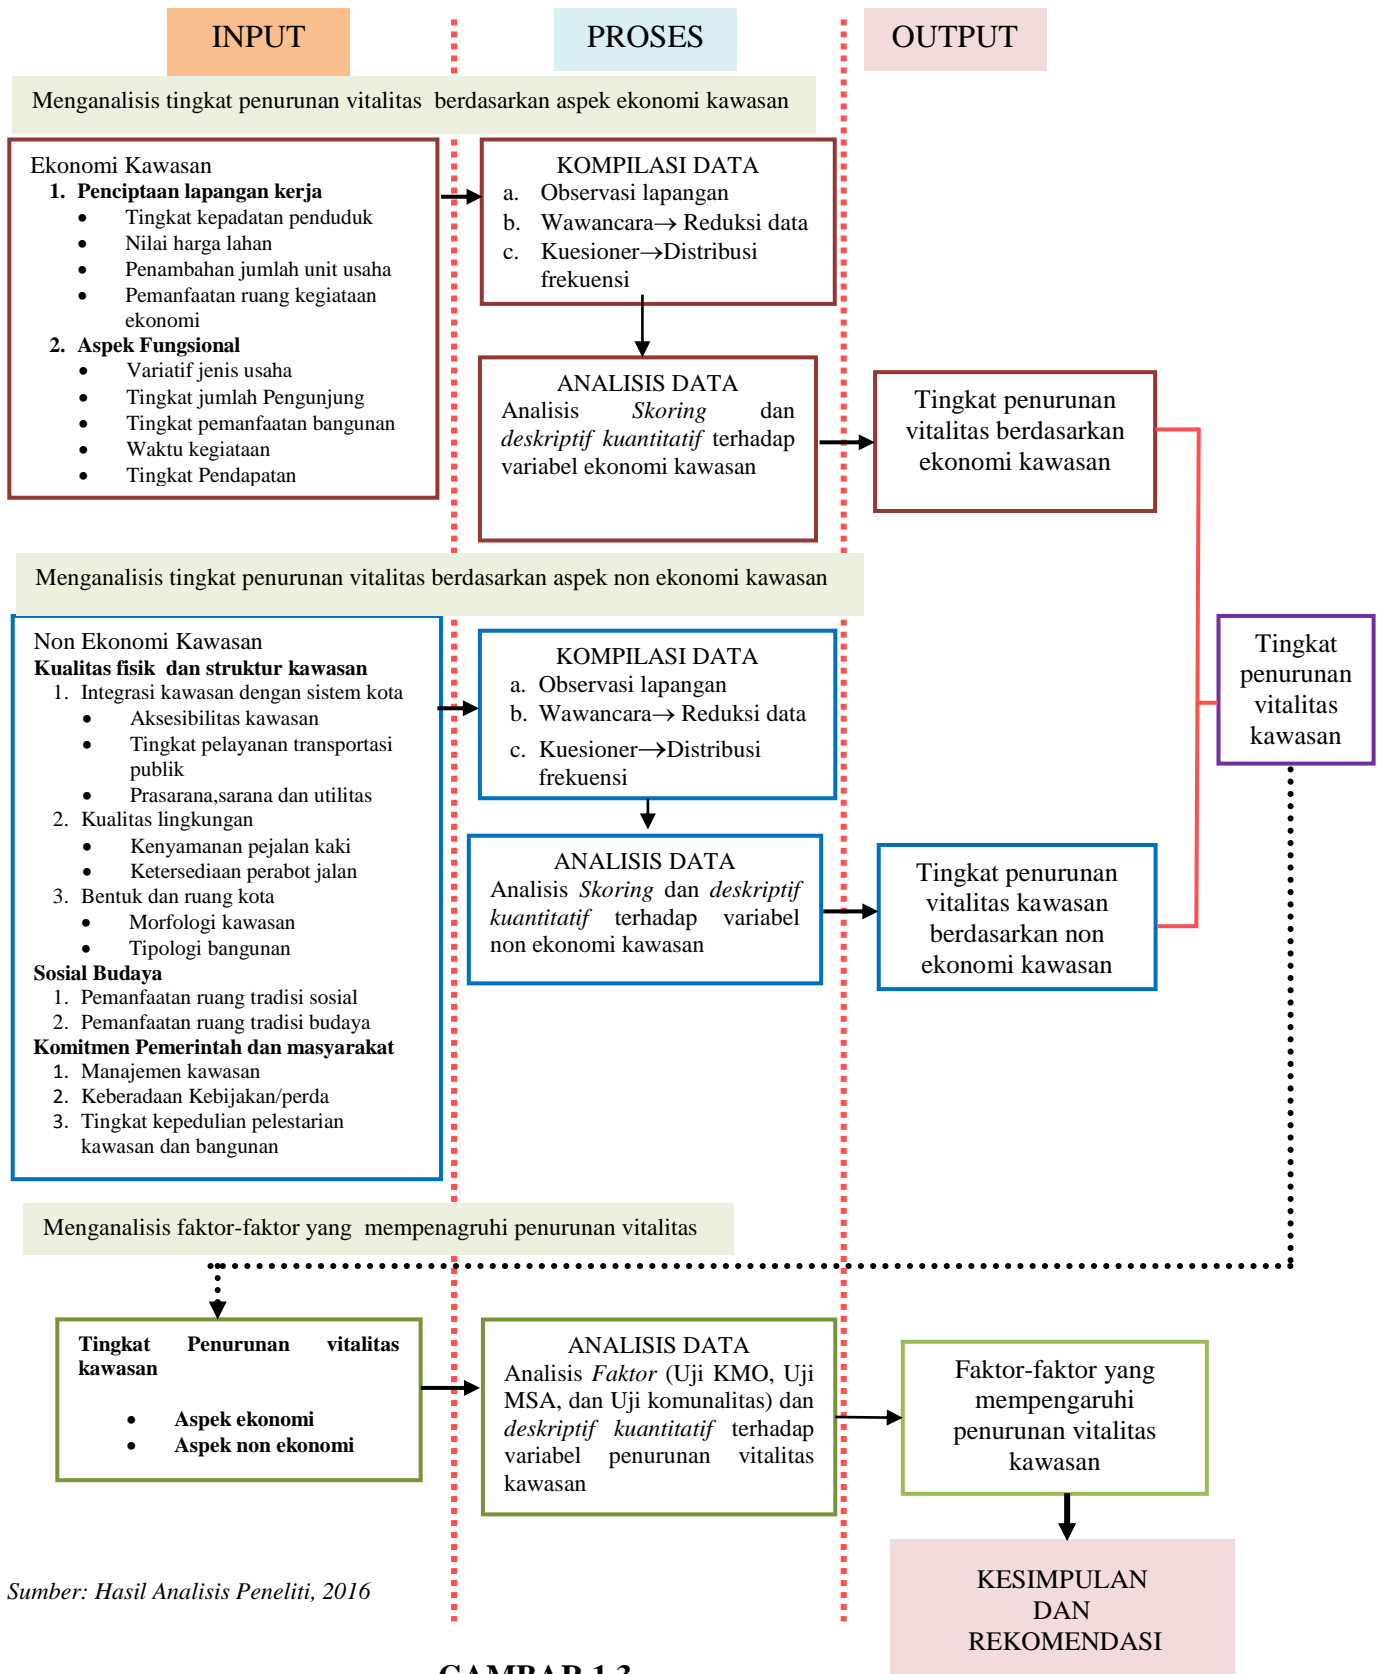 INPUT
PROSES
OUTPUT
Menganalisis tingkat penurunan vitalitas berdasarkan aspek ekonomi kawasan
Ekonomi Kawasan
1. Penciptaan lapangan kerja
• Tingkat kepadatan penduduk
• Nilai harga lahan
• Penambahan jumlah unit usaha
• Pemanfaatan ruang kegiataan
ekonomi
2. Aspek Fungsional
• Variatif jenis usaha
• Tingkat jumlah Pengunjung
• Tingkat pemanfaatan bangunan
• Waktu kegiataan
• Tingkat Pendapatan
KOMPILASI DATA
a. Observasi lapangan
b. Wawancara→ Reduksi data
c. Kuesioner→Distribusi
frekuensi
ANALISIS DATA
Analisis Skoring dan
deskriptif kuantitatif terhadap
variabel ekonomi kawasan
Tingkat penurunan
vitalitas berdasarkan
ekonomi kawasan
Menganalisis tingkat penurunan vitalitas berdasarkan aspek non ekonomi kawasan
Non Ekonomi Kawasan
Kualitas fisik dan struktur kawasan
1. Integrasi kawasan dengan sistem kota
• Aksesibilitas kawasan
• Tingkat pelayanan transportasi
publik
• Prasarana,sarana dan utilitas
2. Kualitas lingkungan
• Kenyamanan pejalan kaki
• Ketersediaan perabot jalan
3. Bentuk dan ruang kota
• Morfologi kawasan
• Tipologi bangunan
Sosial Budaya
1. Pemanfaatan ruang tradisi sosial
2. Pemanfaatan ruang tradisi budaya
Komitmen Pemerintah dan masyarakat
1. Manajemen kawasan
2. Keberadaan Kebijakan/perda
3. Tingkat kepedulian pelestarian
kawasan dan bangunan
KOMPILASI DATA
a. Observasi lapangan
b. Wawancara→ Reduksi data
c. Kuesioner→Distribusi
frekuensi
ANALISIS DATA
Analisis Skoring dan deskriptif
kuantitatif terhadap variabel
non ekonomi kawasan
Tingkat penurunan
vitalitas kawasan
berdasarkan non
ekonomi kawasan
Tingkat
penurunan
vitalitas
kawasan
Menganalisis faktor-faktor yang mempenagruhi penurunan vitalitas
Tingkat Penurunan vitalitas
kawasan
• Aspek ekonomi
• Aspek non ekonomi
ANALISIS DATA
Analisis Faktor (Uji KMO, Uji
MSA, dan Uji komunalitas) dan
deskriptif kuantitatif terhadap
variabel penurunan vitalitas
kawasan
Faktor-faktor yang
mempengaruhi
penurunan vitalitas
kawasan
KESIMPULAN
DAN
REKOMENDASI
Sumber: Hasil Analisis Peneliti, 2016
GAMBAR 1.3